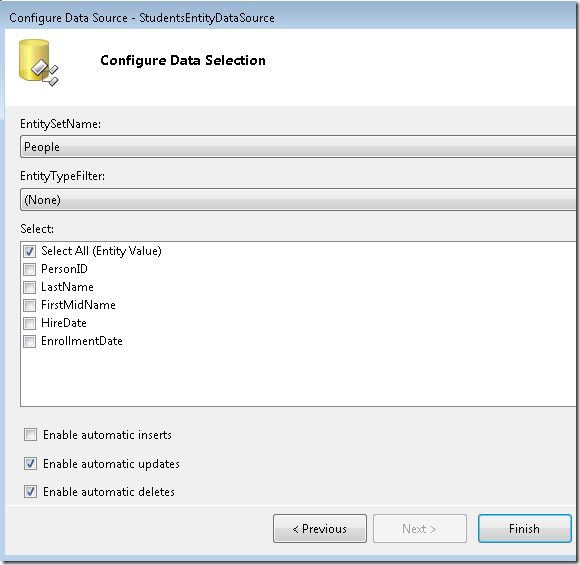 Configure Data Source - StudentsEntityDataSource
Configure Data Selection
EntitySetName:
People
EntityTypeFilter:
(None)
Select:
Select All (Entity Value)
PersonID
LastName
FirstMidName
HireDate
EnrollmentDate
Enable automatic inserts
Enable automatic updates
Enable automatic deletes
< Previous
Next >
Finish